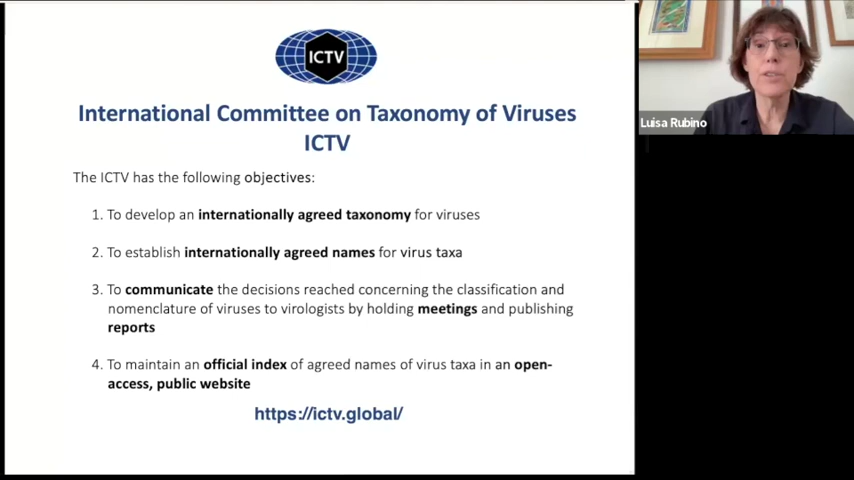 ICTV
International Committee on Taxonomy of Viruses
ICTV
The ICTV has the following objectives:
1. To develop an internationally agreed taxonomy for viruses
2. To establish internationally agreed names for virus taxa
3. To communicate the decisions reached concerning the classification and
nomenclature of viruses to virologists by holding meetings and publishing
reports
4. To maintain an official index of agreed names of virus taxa in an open-
access, public website
https://ictv.global/
Luisa Rubino